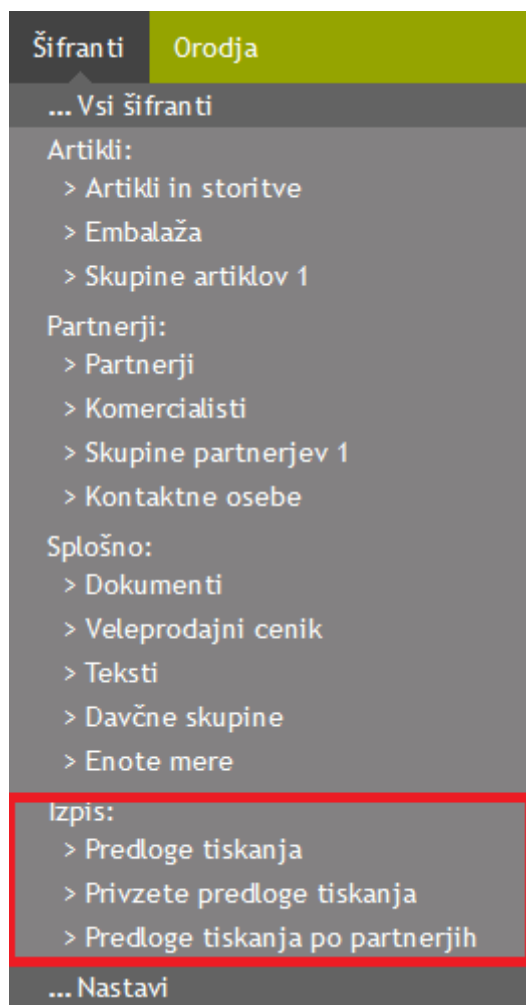 Šifranti Orodja
... Vsi šifranti
Artikli:
> Artikli in storitve
> Embalaža
> Skupine artiklov 1
Partnerji:
> Partnerji
> Komercialisti
> Skupine partnerjev 1
> Kontaktne osebe
Splošno:
> Dokumenti
> Veleprodajni cenik
> Teksti
> Davčne skupine
> Enote mere
Izpis:
> Predloge tiskanja
> Privzete predloge tiskanja
> Predloge tiskanja po partnerjih
... Nastavi